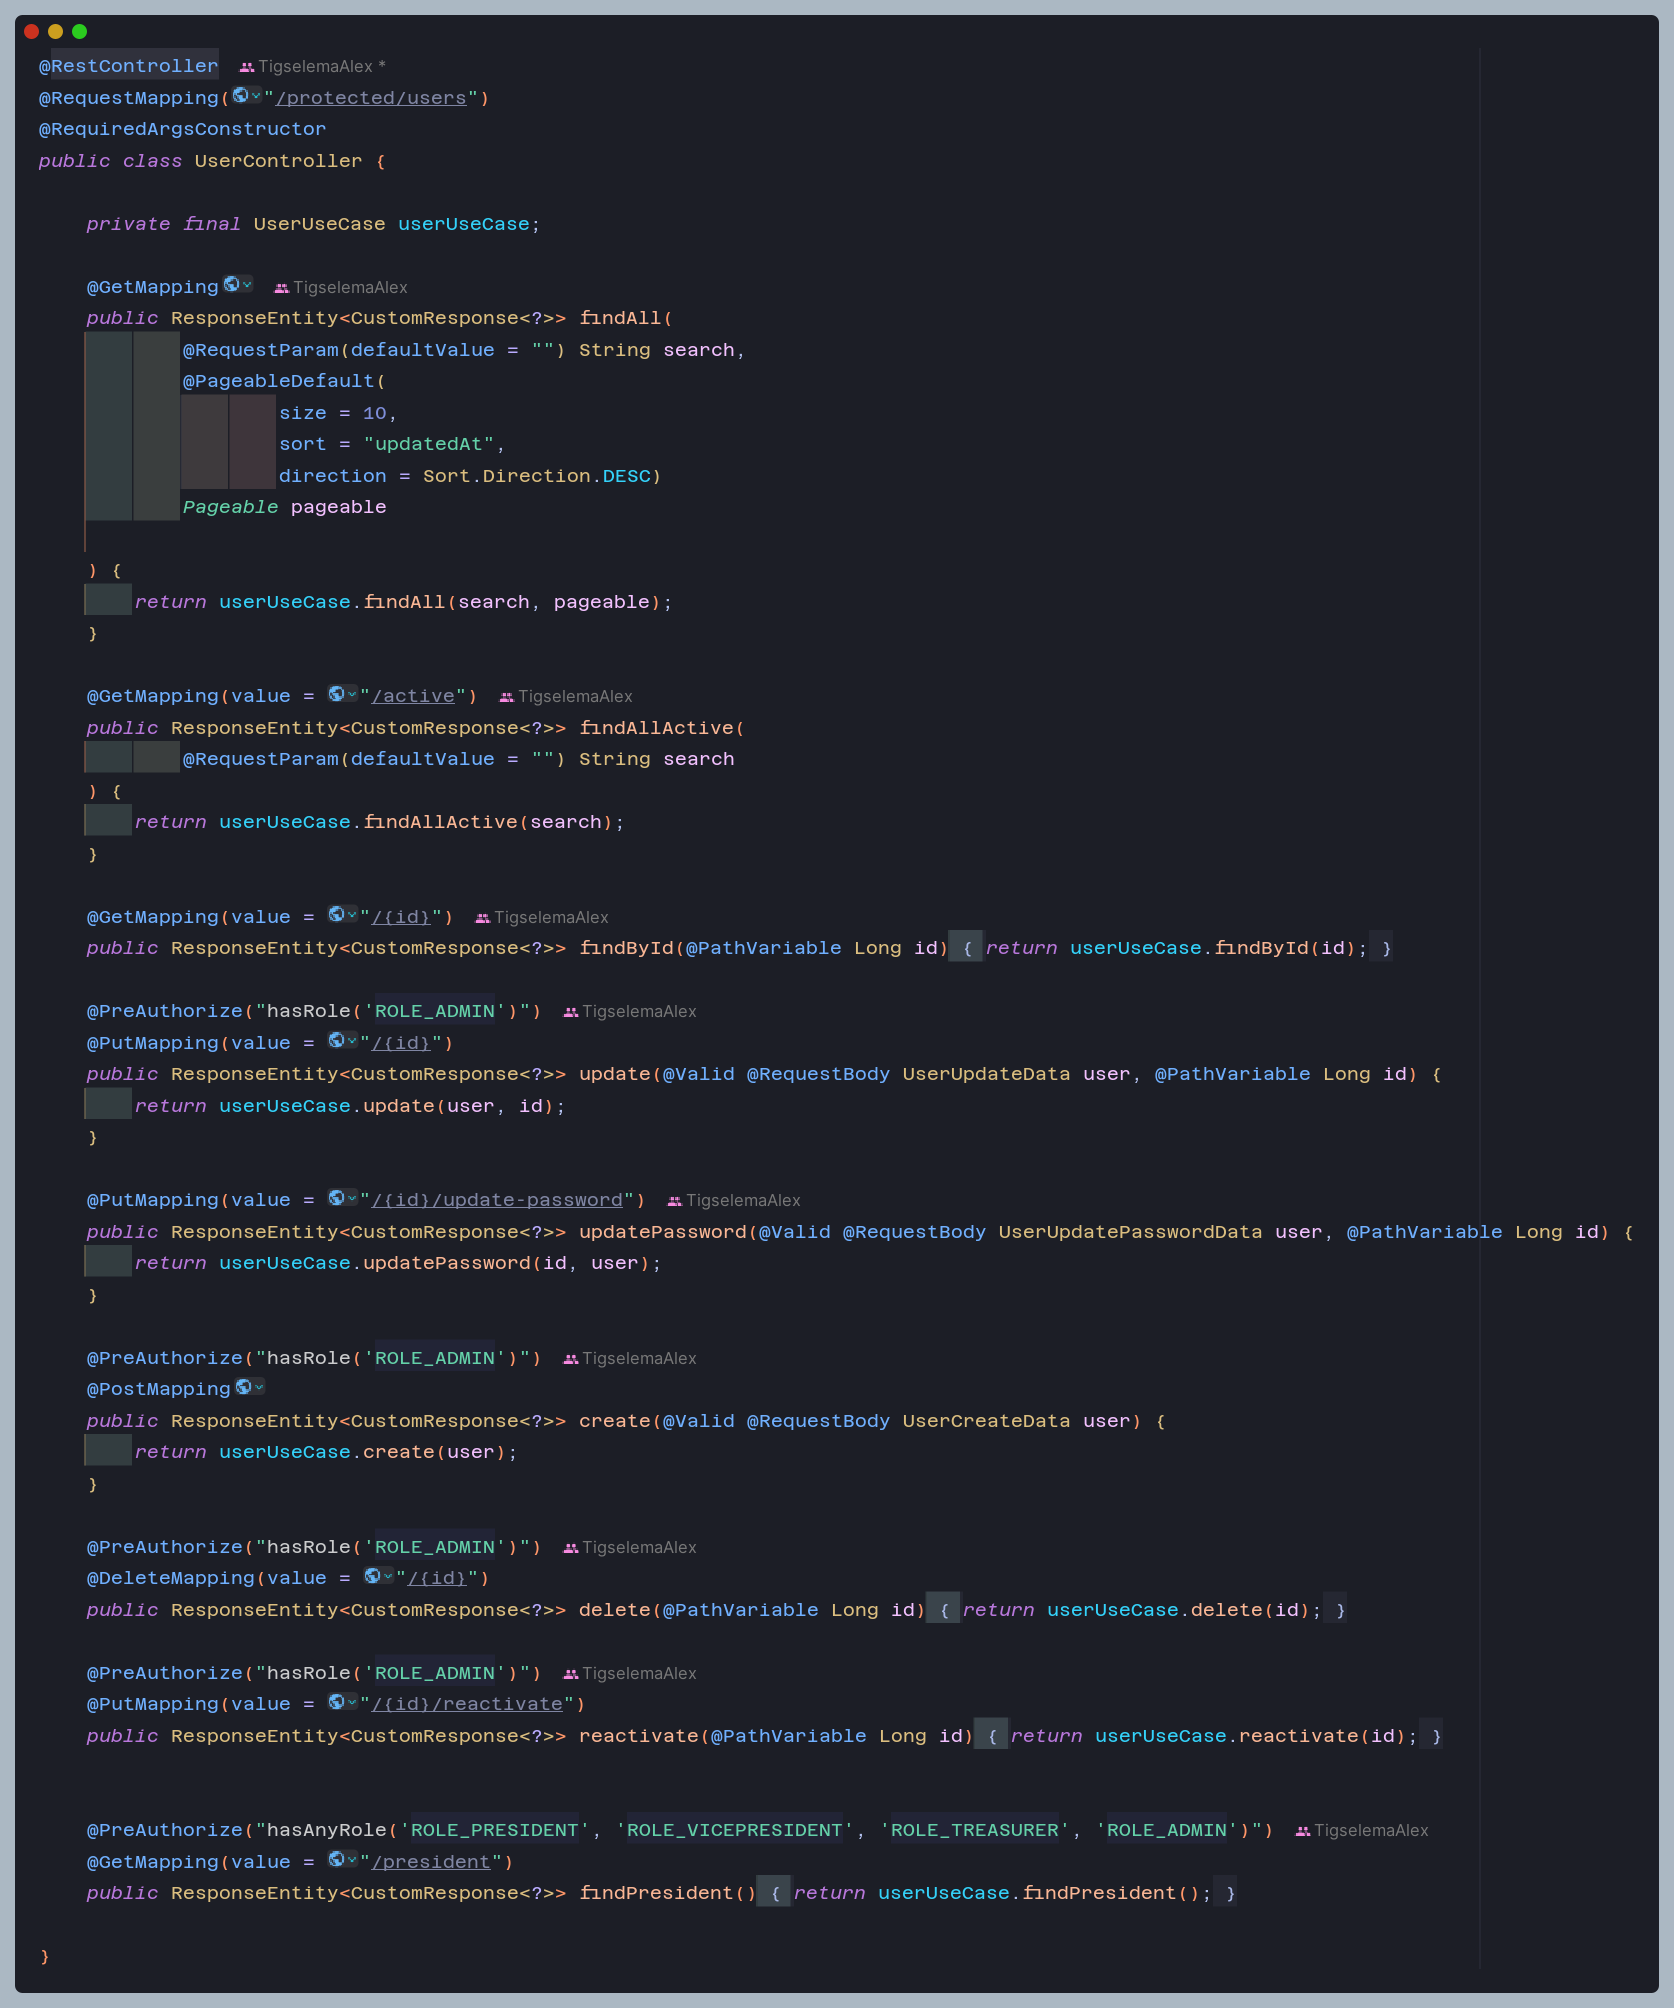 @RestController TigselemaAlex *
@RequestMapping("/protected/users")
@RequiredArgsConstructor
public class UserController {
private final UserUseCase userUseCase;
@GetMapping TigselemaAlex
public ResponseEntity<CustomResponse<?>> findAll(
@RequestParam(defaultValue = "") String search,
@PageableDefault(
size = 10,
sort = "updatedAt",
direction = Sort.Direction.DESC)
Pageable pageable
) {
return userUseCase.findAll(search, pageable);
}
@GetMapping(value = "/active") TigselemaAlex
public ResponseEntity<CustomResponse<?>> findAllActive(
@RequestParam(defaultValue = "") String search
) {
return userUseCase.findAllActive(search);
}
@GetMapping(value = "/{id}") TigselemaAlex
public ResponseEntity<CustomResponse<?>> findById(@PathVariable Long id) { return userUseCase.findById(id); }
@PreAuthorize("hasRole('ROLE_ADMIN')") TigselemaAlex
@PutMapping(value = "/{id}")
public ResponseEntity<CustomResponse<?>> update(@Valid @RequestBody UserUpdateData user, @PathVariable Long id) {
return userUseCase.update(user, id);
}
@PutMapping(value = "/{id}/update-password") TigselemaAlex
public ResponseEntity<CustomResponse<?>> updatePassword(@Valid @RequestBody UserUpdatePasswordData user, @PathVariable Long id) {
return userUseCase.updatePassword(id, user);
}
@PreAuthorize("hasRole('ROLE_ADMIN')") TigselemaAlex
@PostMapping
public ResponseEntity<CustomResponse<?>> create(@Valid @RequestBody UserCreateData user) {
return userUseCase.create(user);
}
@PreAuthorize("hasRole('ROLE_ADMIN')") TigselemaAlex
@DeleteMapping(value = "/{id}")
public ResponseEntity<CustomResponse<?>> delete(@PathVariable Long id) { return userUseCase.delete(id); }
@PreAuthorize("hasRole('ROLE_ADMIN')") TigselemaAlex
@PutMapping(value = "/{id}/reactivate")
public ResponseEntity<CustomResponse<?>> reactivate(@PathVariable Long id) { return userUseCase.reactivate(id); }
@PreAuthorize("hasAnyRole('ROLE_PRESIDENT', 'ROLE_VICEPRESIDENT', 'ROLE_TREASURER', 'ROLE_ADMIN')") TigselemaAlex
@GetMapping(value = "/president")
public ResponseEntity<CustomResponse<?>> findPresident() { return userUseCase.findPresident(); }
}